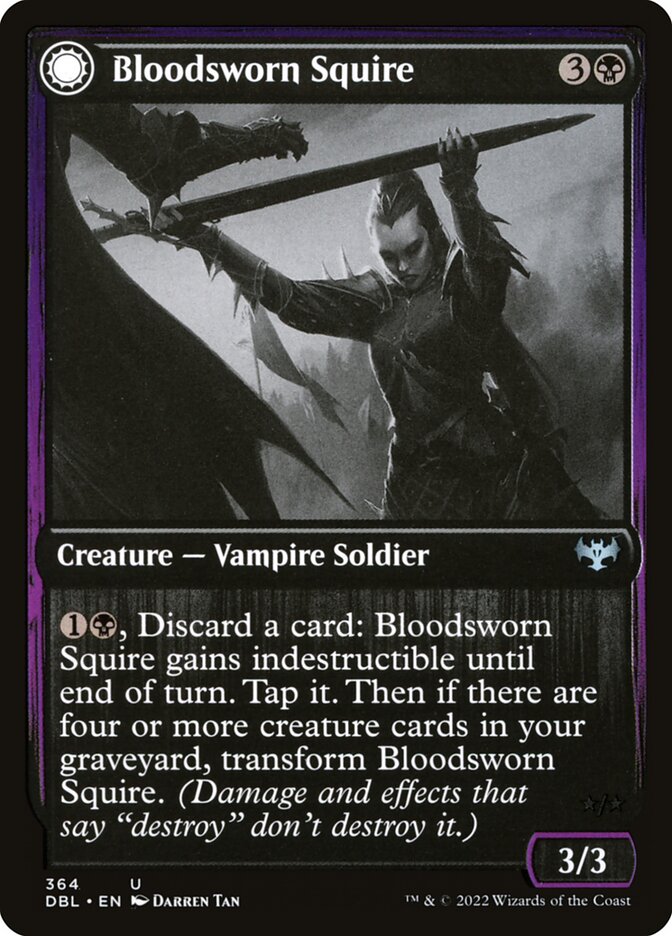 Bloodsworn Squire
3
Creature — Vampire Soldier
1, Discard a card: Bloodsworn
Squire gains indestructible until
end of turn. Tap it. Then if there are
four or more creature cards in your
graveyard, transform Bloodsworn
Squire. (Damage and effects that
say “destroy” don’t destroy it.)
☆/☆
3/3
364 U
DBL • EN DARREN TAN
™ & © 2022 Wizards of the Coast